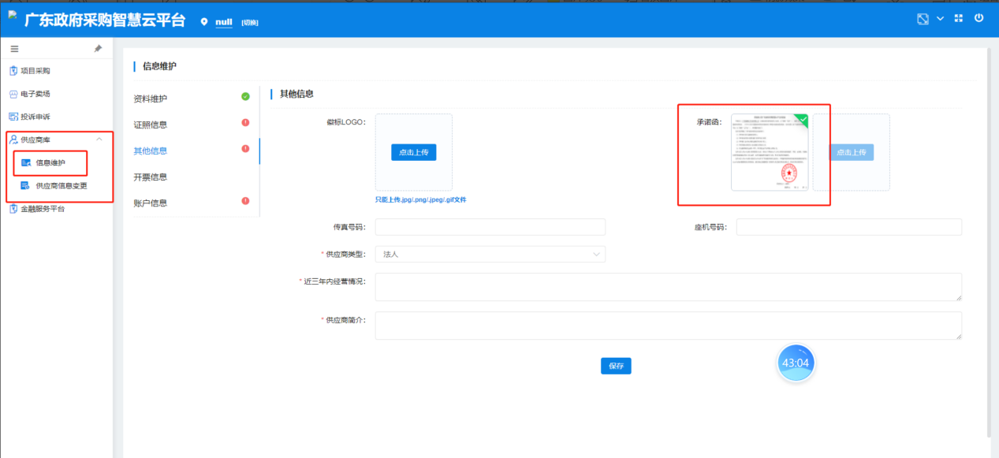 广东政府采购智慧云平台 null [切换]
项目采购
电子卖场
投诉申诉
供应商库
信息维护
供应商信息变更
金融服务平台
信息维护
资料维护
证照信息
其他信息
开票信息
账户信息
其他信息
徽标LOGO:
点击上传
只能上传.jpg/.png/.jpeg/.gif文件
承诺函:
点击上传
传真号码:
座机号码:
*供应商类型: 法人
*近三年内经营情况:
*供应商简介:
保存
43:04